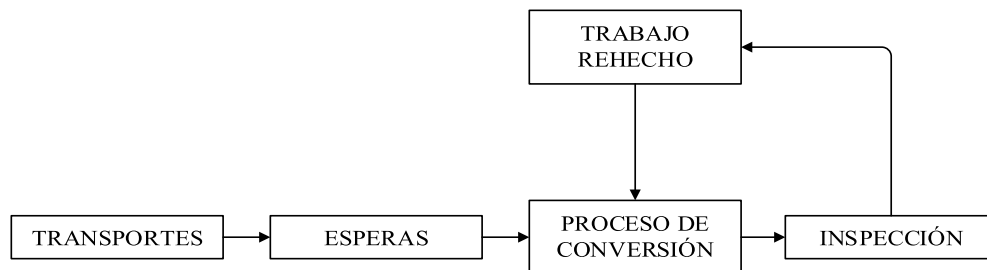 TRABAJO
REHECHO
TRANSPORTES
ESPERAS
PROCESO DE
CONVERSIÓN
INSPECCIÓN